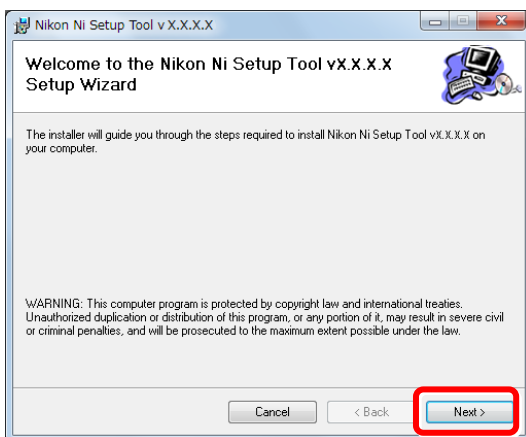 Nikon Ni Setup Tool v X.X.X.X
Welcome to the Nikon Ni Setup Tool vX.X.X.X
Setup Wizard
The installer will guide you through the steps required to install Nikon Ni Setup Tool vX.X.X.X on
your computer.
WARNING: This computer program is protected by copyright law and international treaties.
Unauthorized duplication or distribution of this program, or any portion of it, may result in severe civil
or criminal penalties, and will be prosecuted to the maximum extent possible under the law.
Cancel < Back Next >